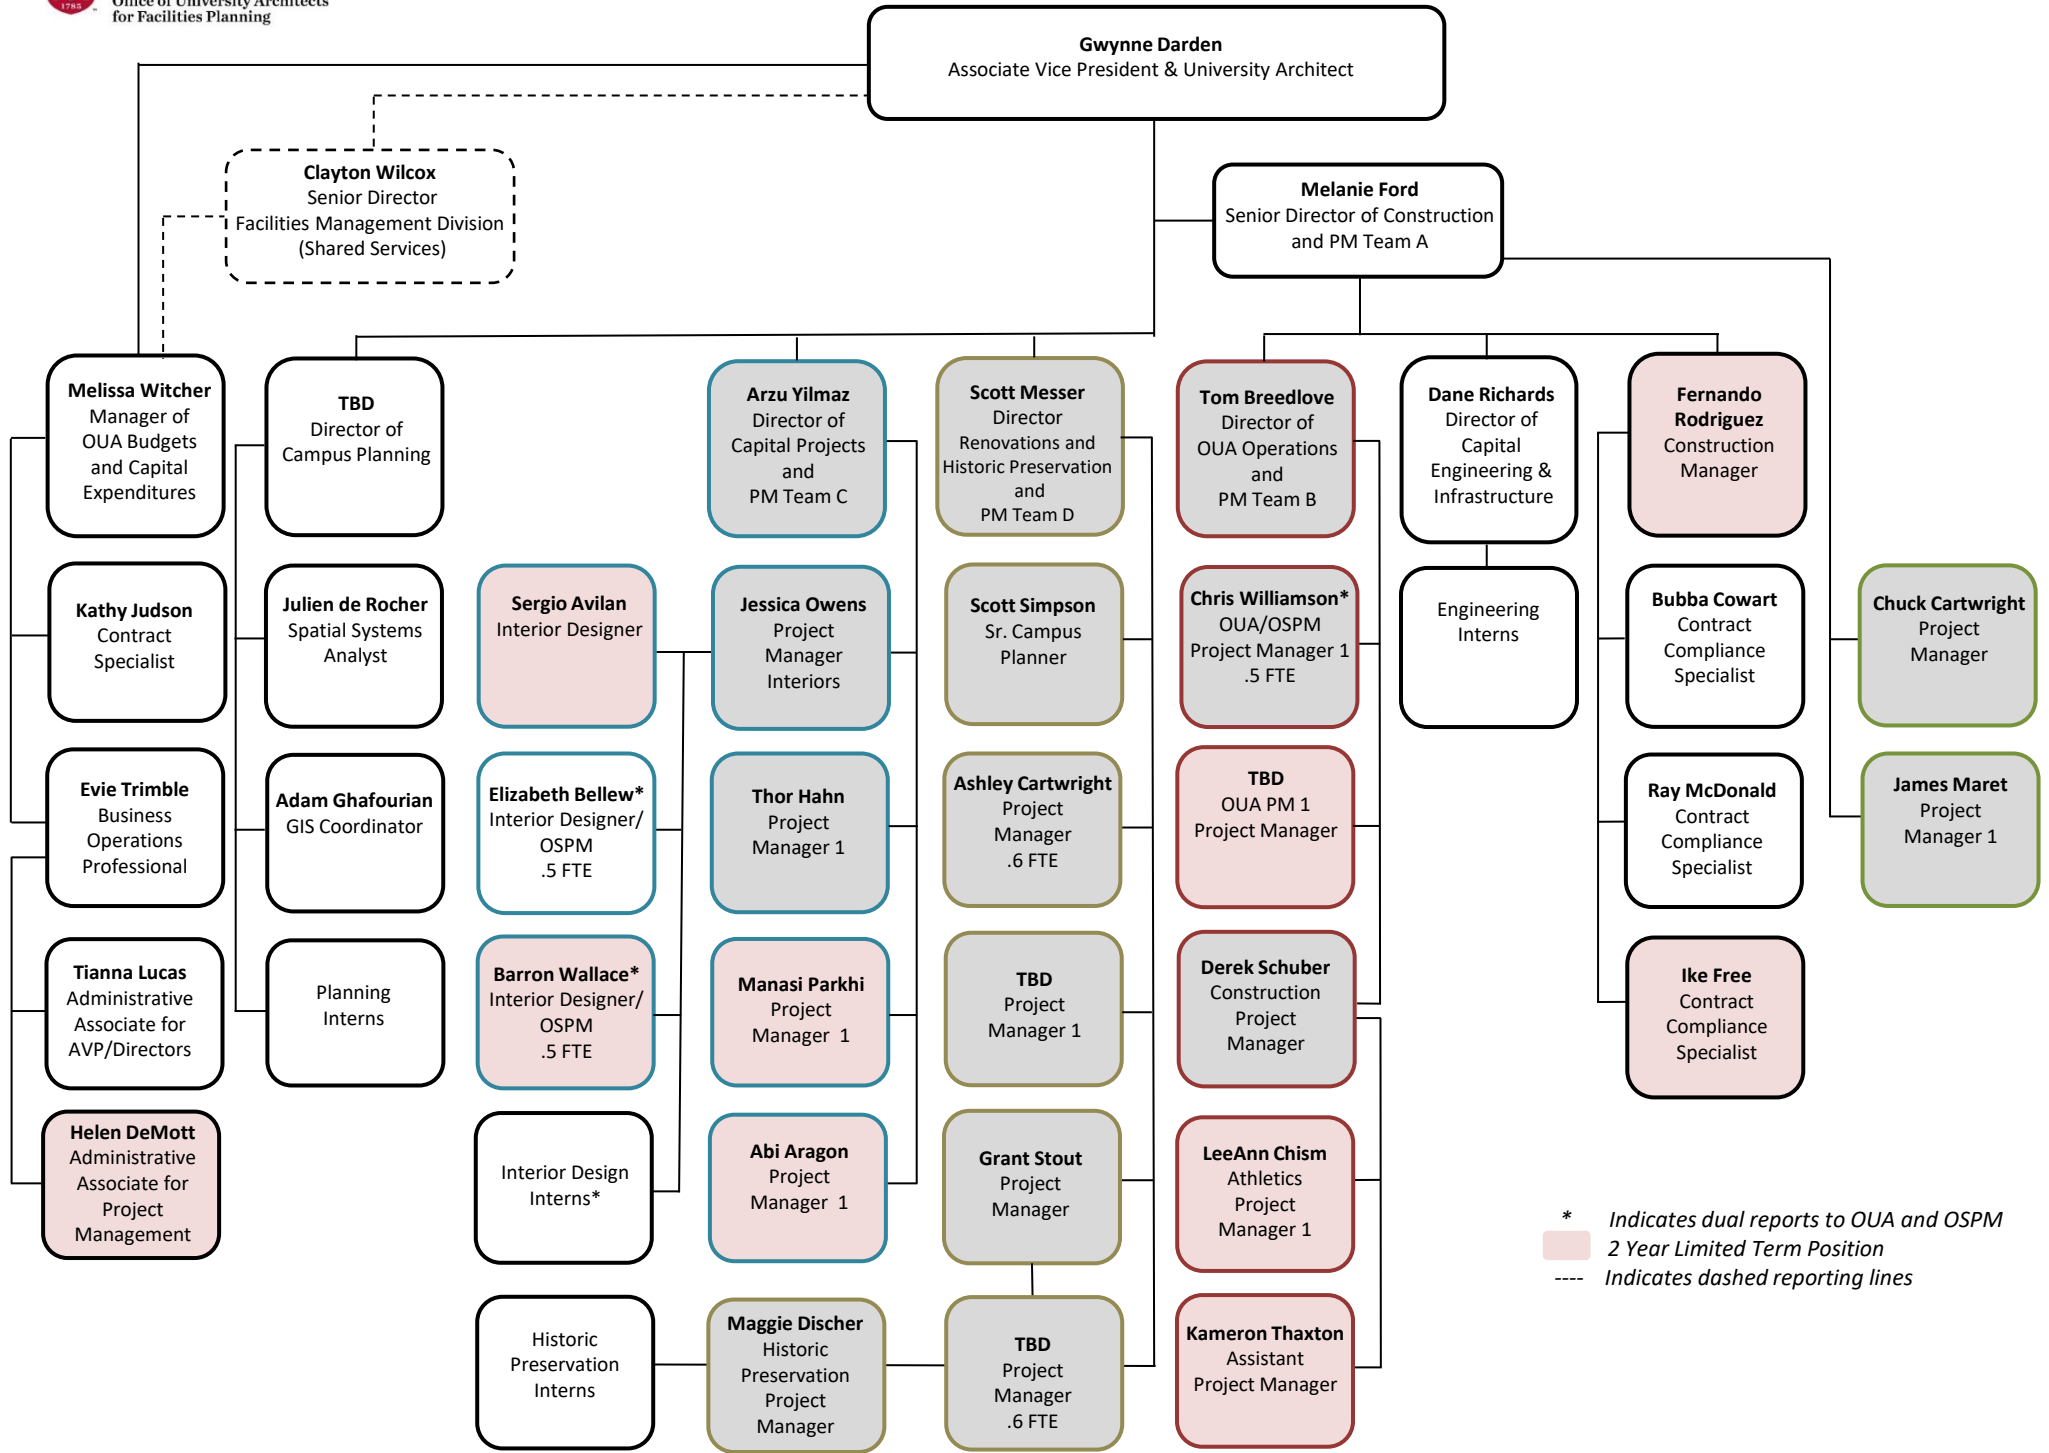 1785
Office of University Architects
for Facilities Planning
Gwynne Darden
Associate Vice President & University Architect
Clayton Wilcox
Senior Director
Facilities Management Division
(Shared Services)
Melanie Ford
Senior Director of Construction
and PM Team A
Melissa Witcher
Manager of
OUA Budgets
and Capital
Expenditures
TBD
Director of
Campus Planning
Arzu Yilmaz
Director of
Capital Projects
and
PM Team C
Scott Messer
Director
Renovations and
Historic Preservation
and
PM Team D
Tom Breedlove
Director of
OUA Operations
and
PM Team B
Dane Richards
Director of
Capital
Engineering &
Infrastructure
Fernando
Rodriguez
Construction
Manager
Kathy Judson
Contract
Specialist
Julien de Rocher
Spatial Systems
Analyst
Sergio Avilan
Interior Designer
Jessica Owens
Project
Manager
Interiors
Scott Simpson
Sr. Campus
Planner
Chris Williamson*
OUA/OSPM
Project Manager 1
.5 FTE
Engineering
Interns
Bubba Cowart
Contract
Compliance
Specialist
Chuck Cartwright
Project
Manager
Evie Trimble
Business
Operations
Professional
Adam Ghafourian
GIS Coordinator
Elizabeth Bellew*
Interior Designer/
OSPM
.5 FTE
Thor Hahn
Project
Manager 1
Ashley Cartwright
Project
Manager
.6 FTE
TBD
OUA PM 1
Project Manager
Ray McDonald
Contract
Compliance
Specialist
James Maret
Project
Manager 1
Tianna Lucas
Administrative
Associate for
AVP/Directors
Planning
Interns
Barron Wallace*
Interior Designer/
OSPM
.5 FTE
Manasi Parkhi
Project
Manager 1
TBD
Project
Manager 1
Derek Schuber
Construction
Project
Manager
Ike Free
Contract
Compliance
Specialist
Helen DeMott
Administrative
Associate for
Project
Management
Interior Design
Interns*
Abi Aragon
Project
Manager 1
Grant Stout
Project
Manager
LeeAnn Chism
Athletics
Project
Manager 1
Historic
Preservation
Interns
Maggie Discher
Historic
Preservation
Project
Manager
TBD
Project
Manager
.6 FTE
Kameron Thaxton
Assistant
Project Manager
* Indicates dual reports to OUA and OSPM
2 Year Limited Term Position
---- Indicates dashed reporting lines